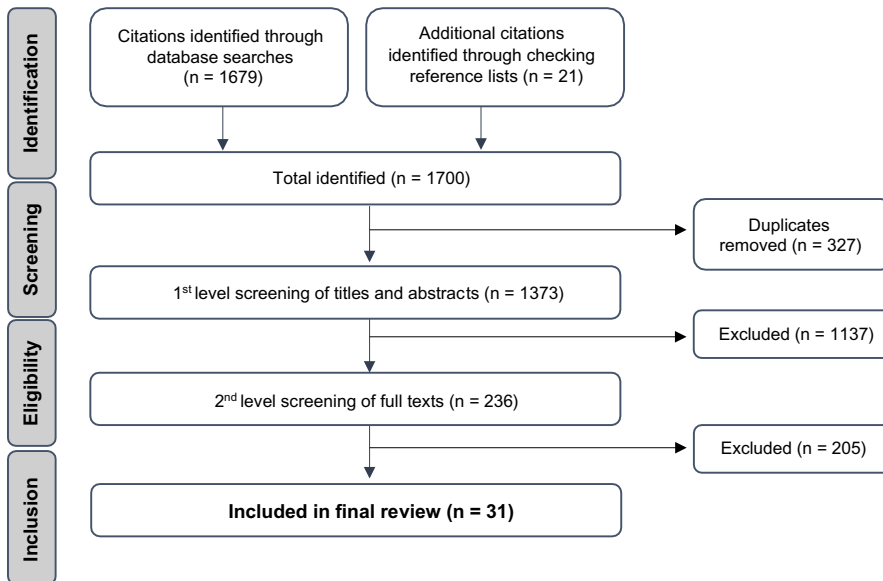 Identification
Citations identified through
database searches
(n = 1679)
Additional citations
identified through checking
reference lists (n = 21)
Total identified (n = 1700)
Screening
Duplicates
removed (n = 327)
1st level screening of titles and abstracts (n = 1373)
Eligibility
Excluded (n = 1137)
2nd level screening of full texts (n = 236)
Excluded (n = 205)
Inclusion
Included in final review (n = 31)